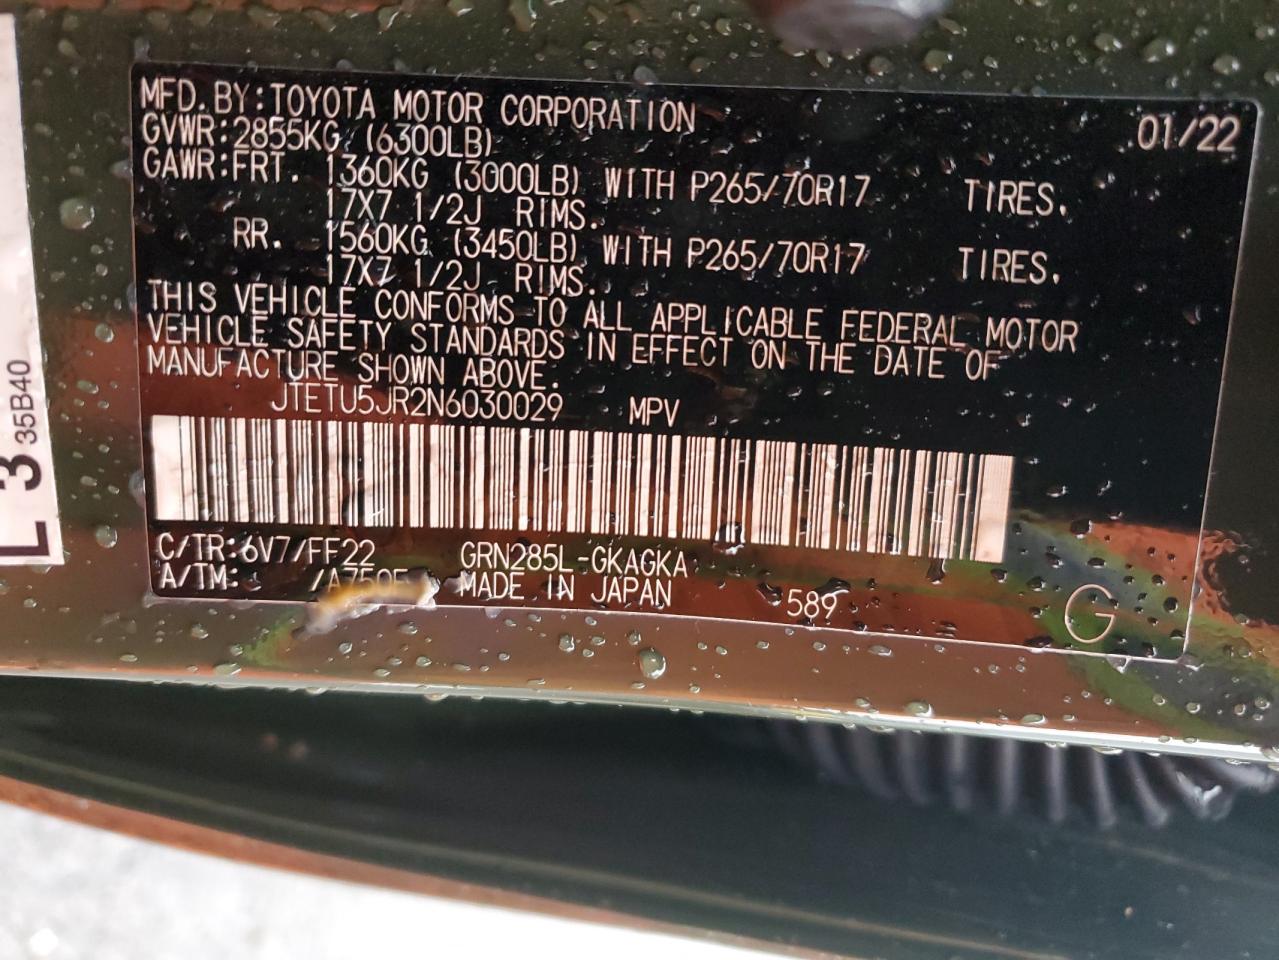 MFD. BY:TOYOTA MOTOR CORPORATION 01/22
GVWR:2855KG (6300LB)
GAWR:FRT. 1360KG (3000LB) WITH P265/70R17 TIRES.
17X7 1/2J RIMS.
RR. 1560KG (3450LB) WITH P265/70R17 TIRES.
17X7 1/2J RIMS.
THIS VEHICLE CONFORMS TO ALL APPLICABLE FEDERAL MOTOR
VEHICLE SAFETY STANDARDS IN EFFECT ON THE DATE OF
MANUFACTURE SHOWN ABOVE.
JTETU5JR2N6030029 MPV
C/TR:6V7/FF22 GRN285L-GKAGKA
A/TM: MADE IN JAPAN 589 G
35B40
L 3